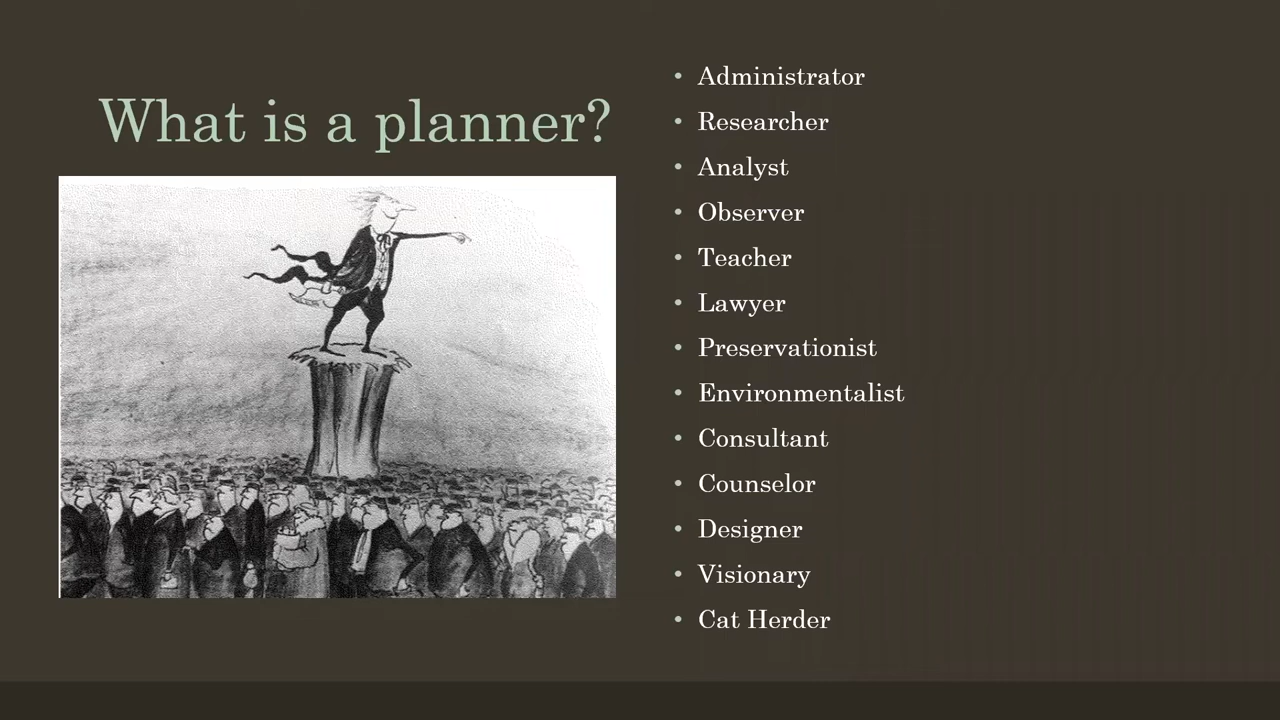 What is a planner?
• Administrator
• Researcher
• Analyst
• Observer
• Teacher
• Lawyer
• Preservationist
• Environmentalist
• Consultant
• Counselor
• Designer
• Visionary
• Cat Herder